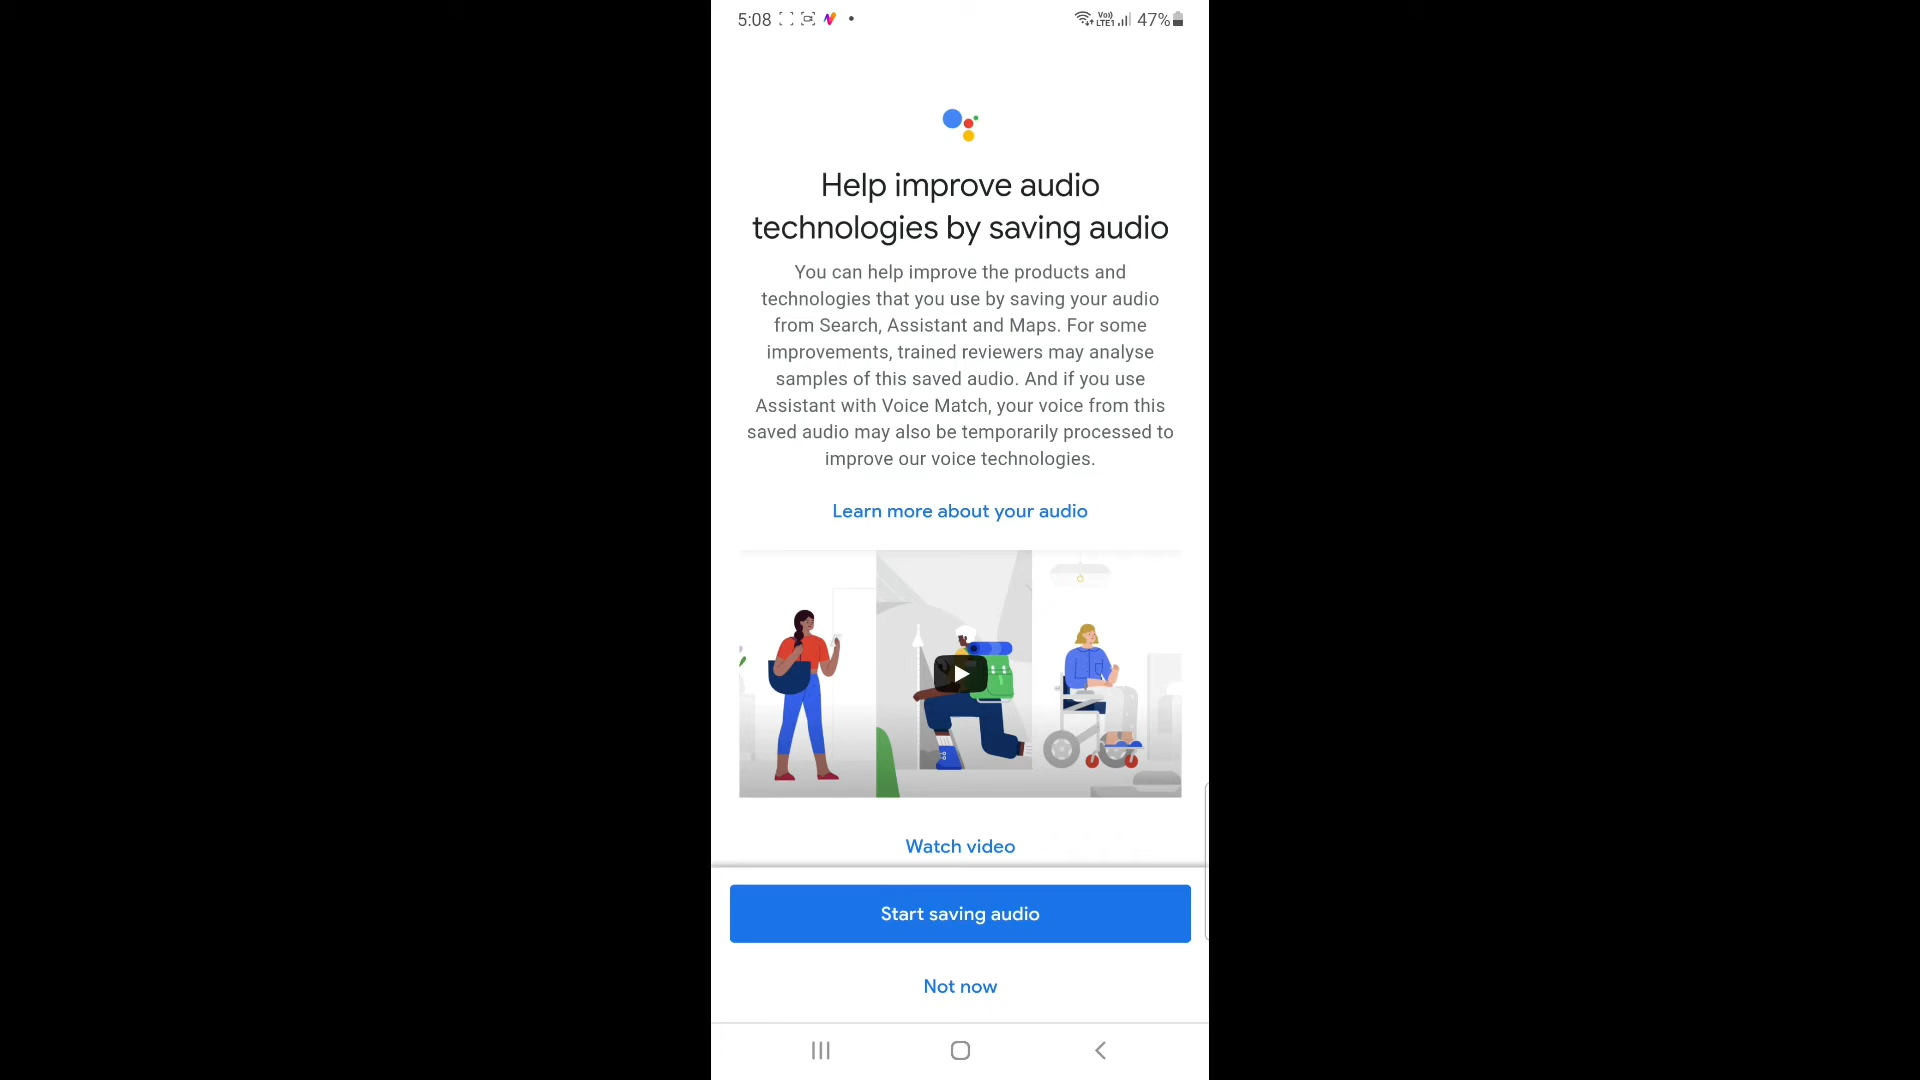 5:08
Vo)) LTE1 47%
Help improve audio
technologies by saving audio
You can help improve the products and
technologies that you use by saving your audio
from Search, Assistant and Maps. For some
improvements, trained reviewers may analyse
samples of this saved audio. And if you use
Assistant with Voice Match, your voice from this
saved audio may also be temporarily processed to
improve our voice technologies.
Learn more about your audio
Watch video
Start saving audio
Not now